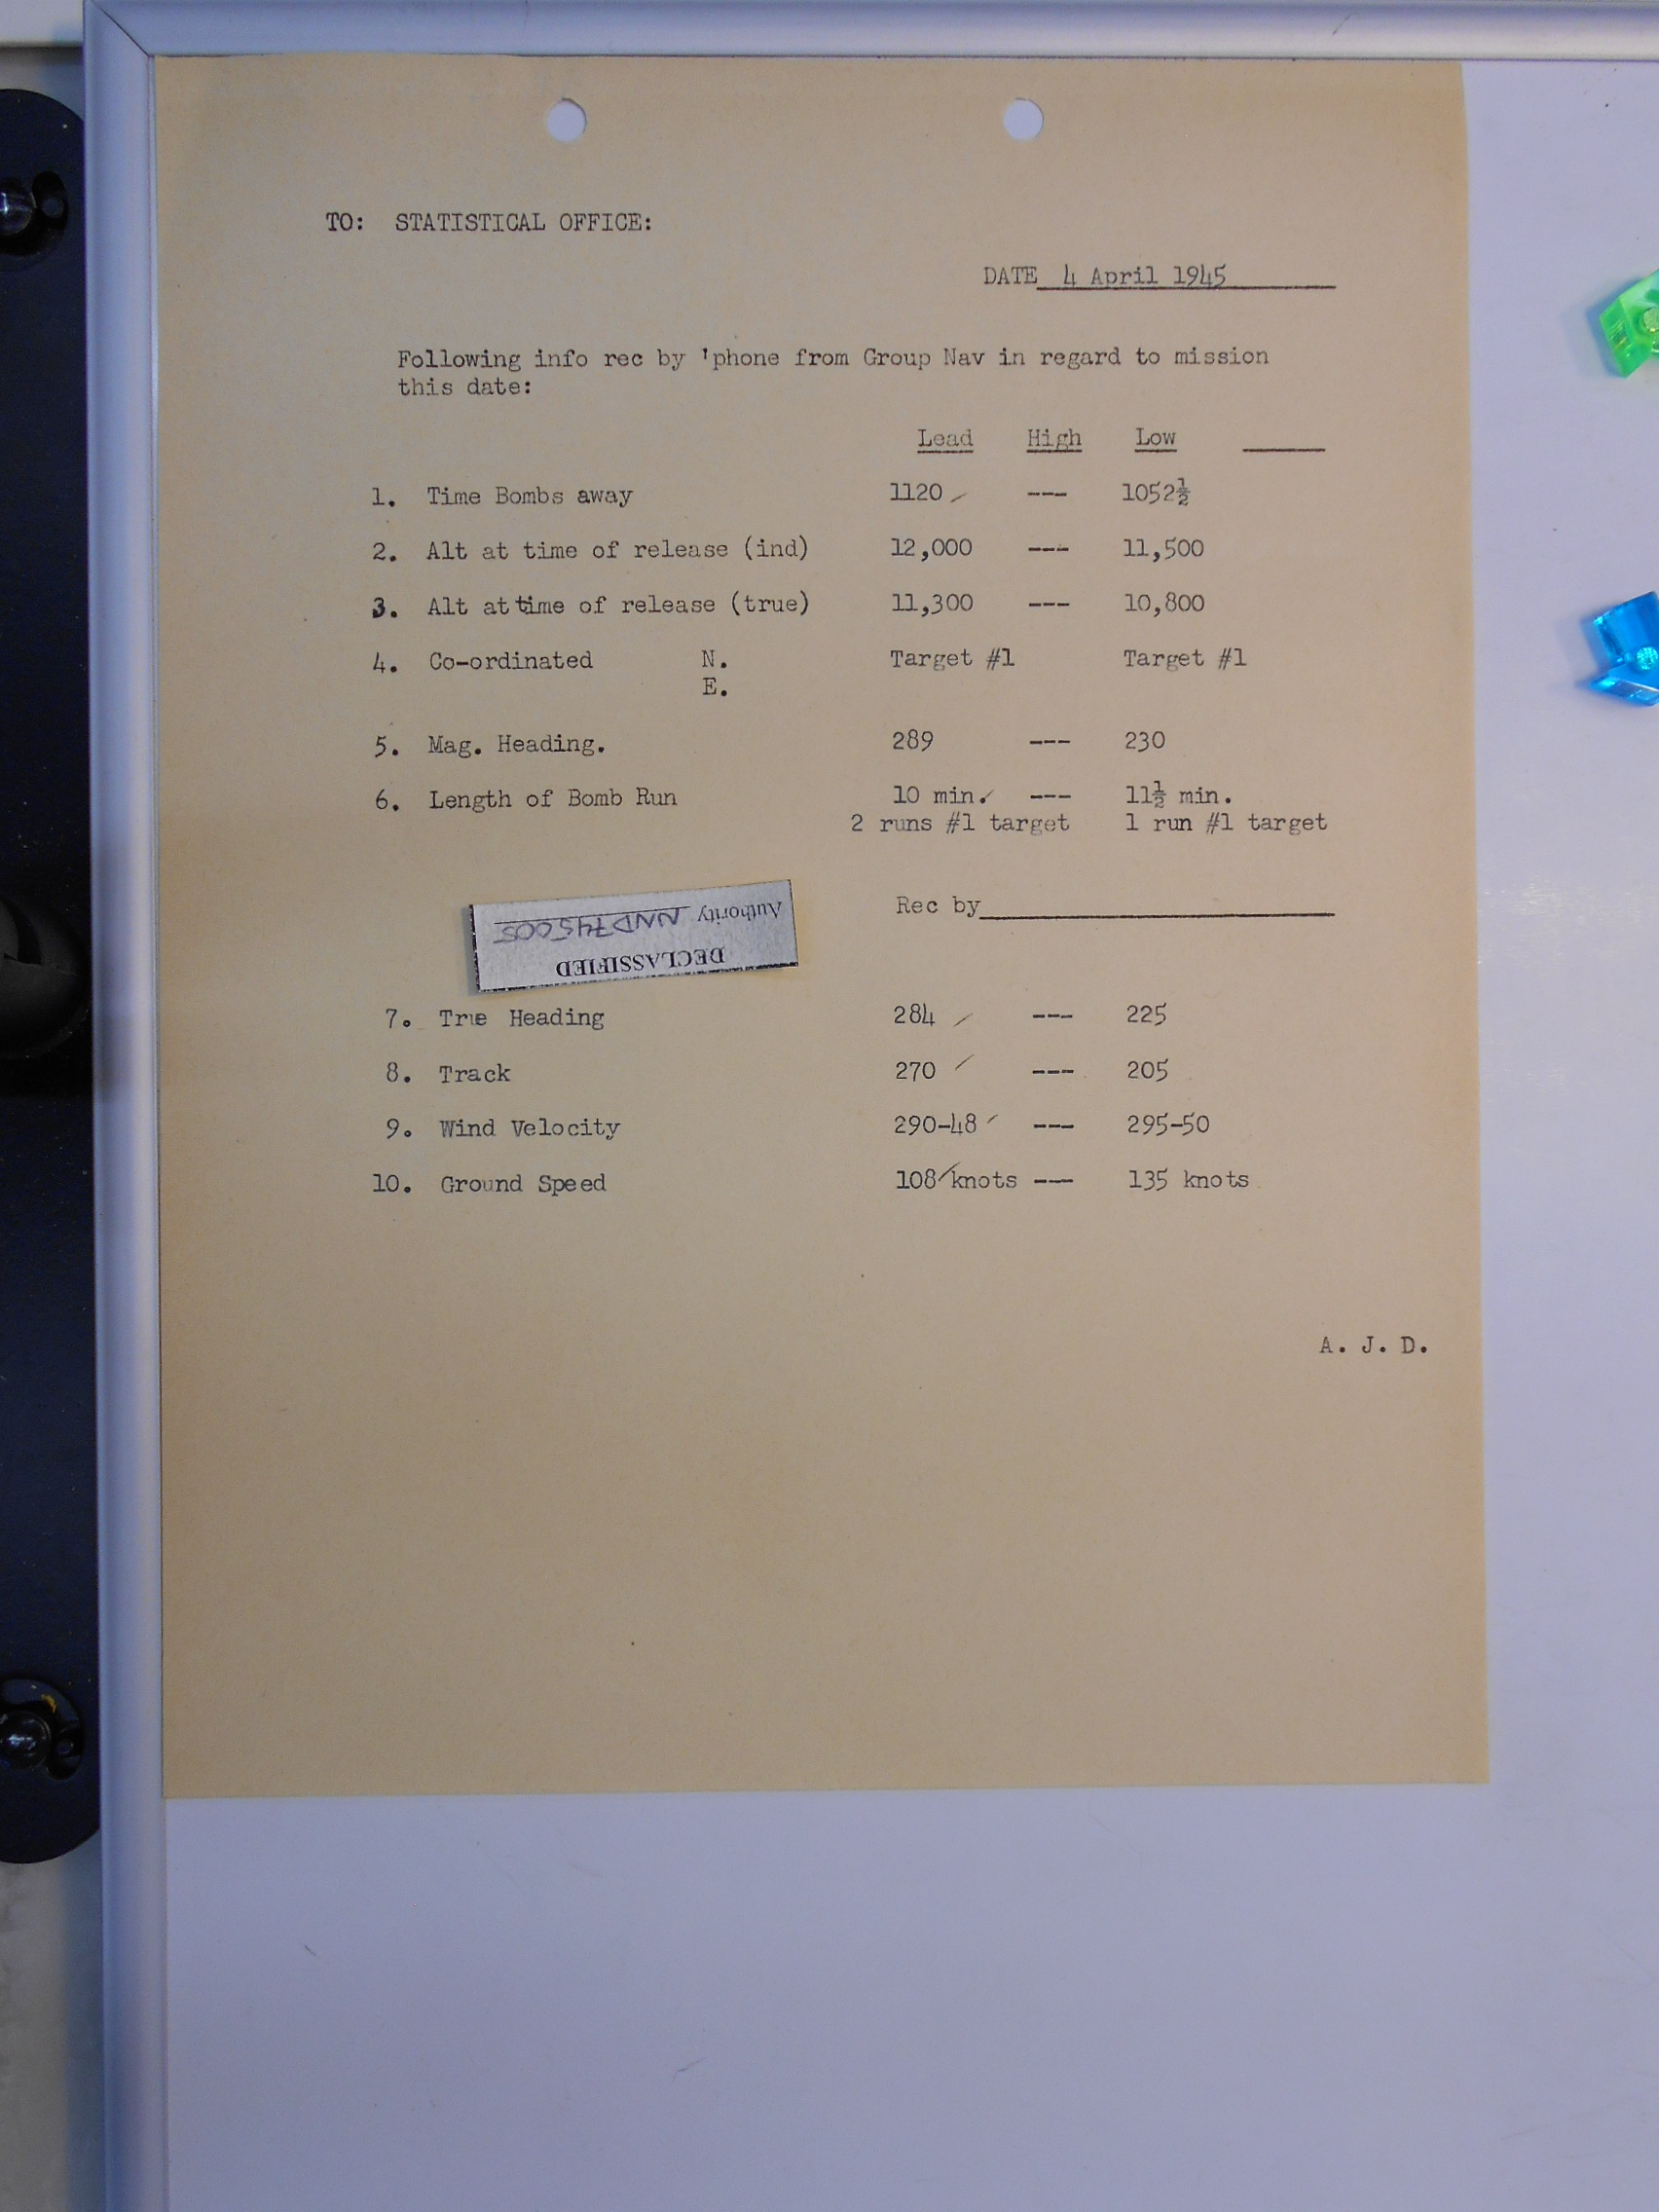 TO: STATISTICAL OFFICE:
DATE 4 April 1945
Following info rec by 'phone from Group Nav in regard to mission
this date:
Lead High Low
1. Time Bombs away 1120 --- 1052½
2. Alt at time of release (ind) 12,000 --- 11,500
3. Alt at time of release (true) 11,300 --- 10,800
4. Co-ordinated N. Target #1 Target #1
E.
5. Mag. Heading. 289 --- 230
6. Length of Bomb Run 10 min. --- 11½ min.
2 runs #1 target 1 run #1 target
Rec by
DECLASSIFIED
Authority NND745005
7. True Heading 284 --- 225
8. Track 270 --- 205
9. Wind Velocity 290-48 --- 295-50
10. Ground Speed 108 knots --- 135 knots
A. J. D.